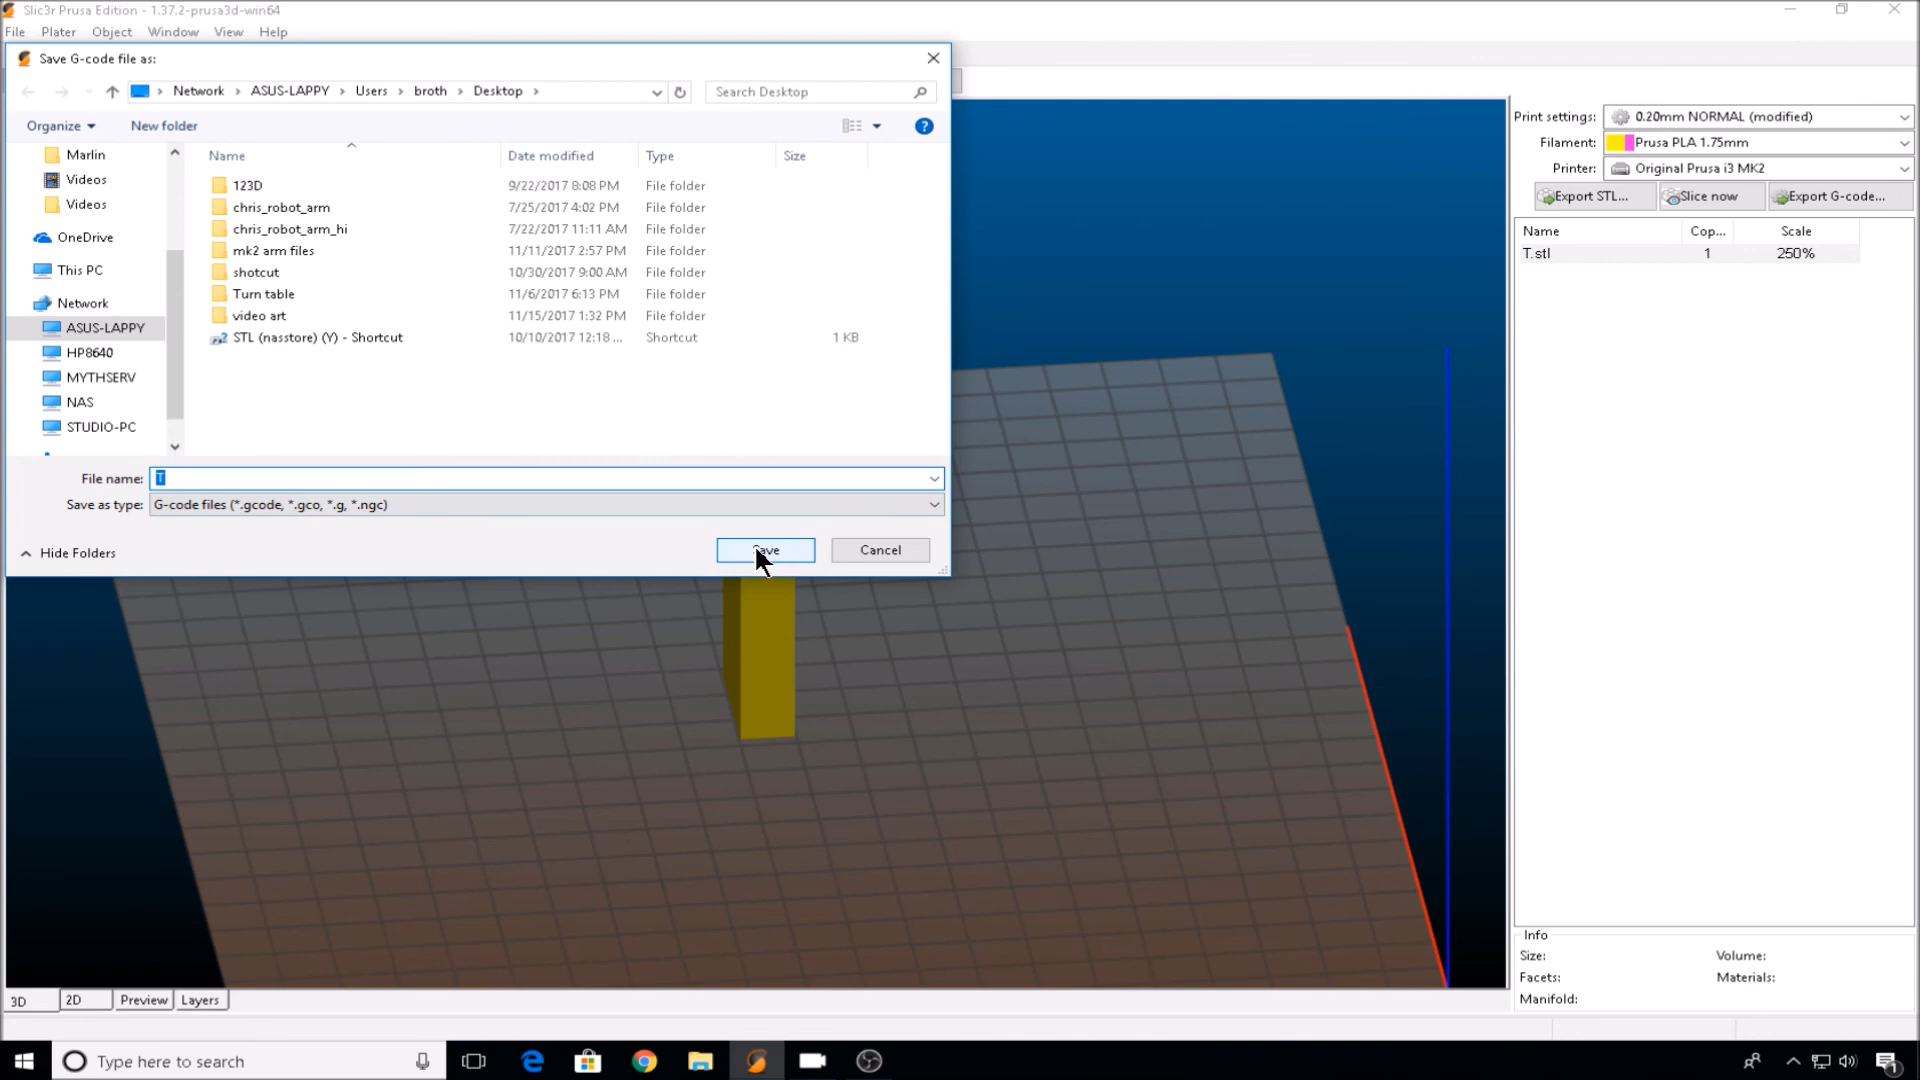 Slic3r Prusa Edition - 1.37.2-prusa3d-win64
File Plater Object Window View Help
Save G-code file as:
Network ASUS-LAPPY Users broth Desktop
Search Desktop
Organize New folder
Marlin
Videos
Videos
OneDrive
This PC
Network
ASUS-LAPPY
HP8640
MYTHSERV
NAS
STUDIO-PC
Name Date modified Type Size
123D 9/22/2017 8:08 PM File folder
chris_robot_arm 7/25/2017 4:02 PM File folder
chris_robot_arm_hi 7/22/2017 11:11 AM File folder
mk2 arm files 11/11/2017 2:57 PM File folder
shotcut 10/30/2017 9:00 AM File folder
Turn table 11/6/2017 6:13 PM File folder
video art 11/15/2017 1:32 PM File folder
STL (nasstore) (Y) - Shortcut 10/10/2017 12:18 ... Shortcut 1 KB
File name: T
Save as type: G-code files (*.gcode, *.gco, *.g, *.ngc)
Hide Folders
Save Cancel
Print settings: 0.20mm NORMAL (modified)
Filament: Prusa PLA 1.75mm
Printer: Original Prusa i3 MK2
Export STL... Slice now Export G-code...
Name Cop... Scale
T.stl 1 250%
Info
Size: Volume:
Facets: Materials:
Manifold:
3D 2D Preview Layers
Type here to search
1